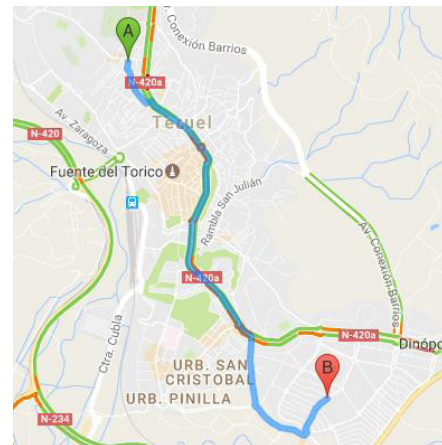 A
Av. Conexión Barrios
N-420a
Teruel
Av. Zaragoza
N-420
Fuente del Torico
Rambla San Julián
N-420a
Av. Conexión Barrios
Ctra. Cubla
N-420a
Dinópo
URB. SAN
CRISTOBAL
B
URB. PINILLA
N-234